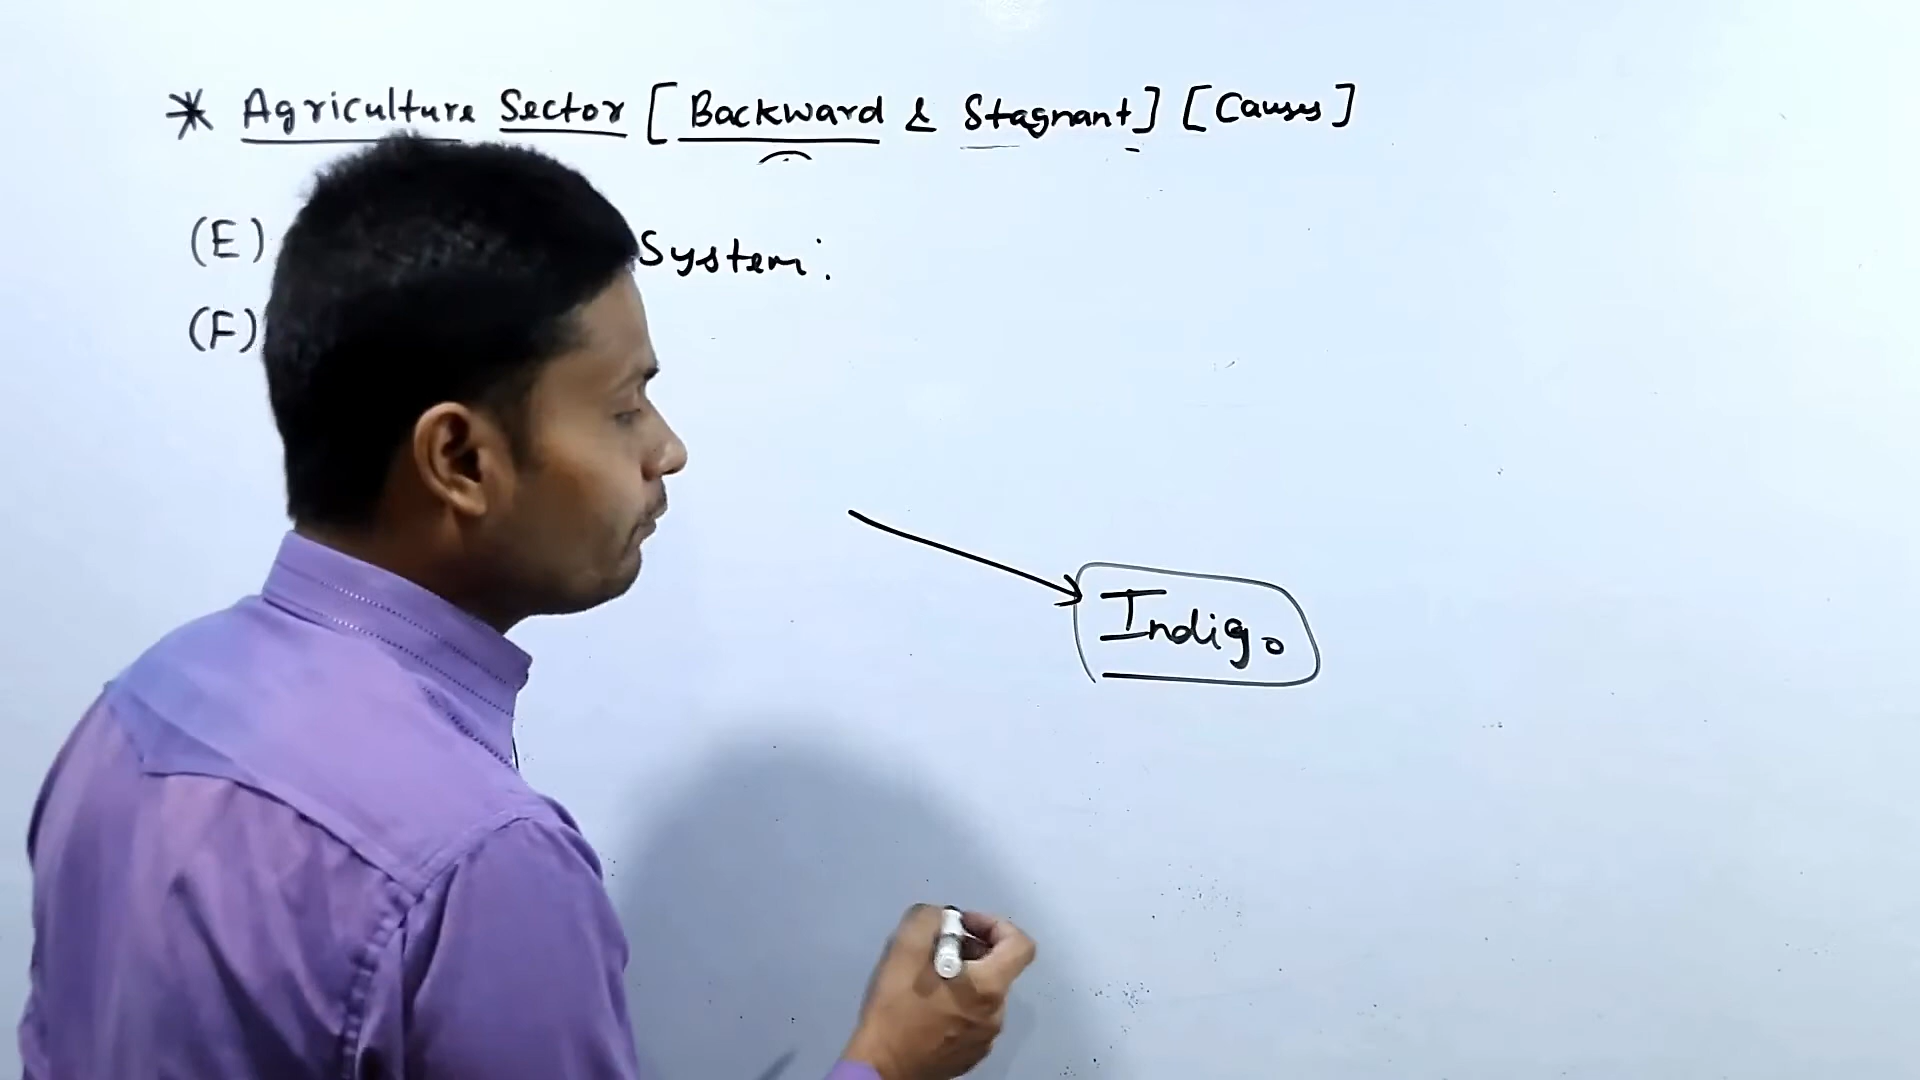 * Agriculture Sector [Backward & Stagnant] [Causes]
(E) System:
(F)
Indigo